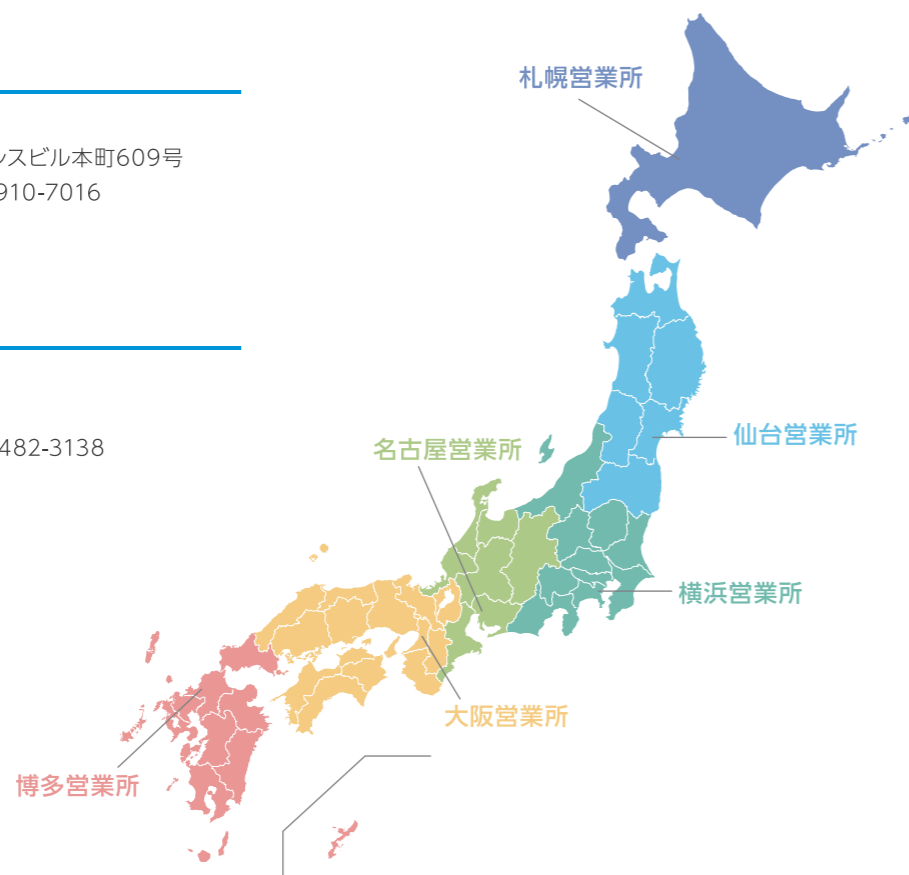 札幌営業所
ンスビル本町609号
910-7016
仙台営業所
482-3138
名古屋営業所
横浜営業所
大阪営業所
博多営業所